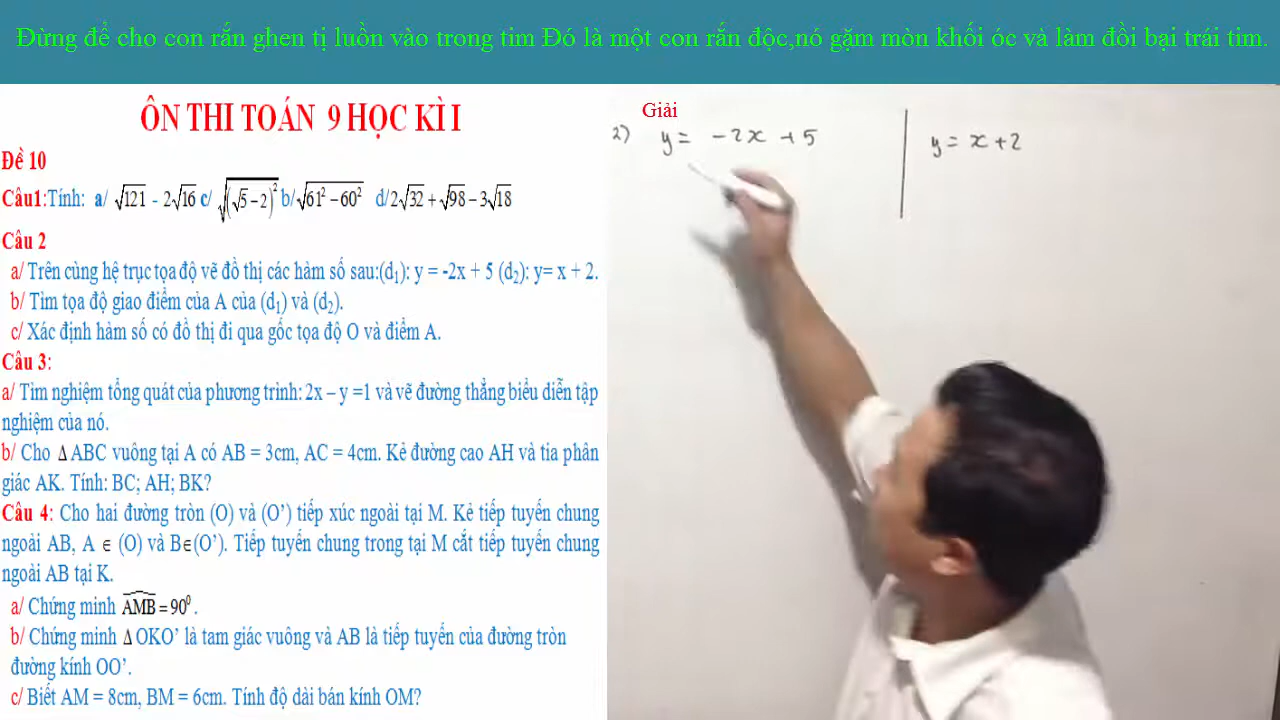 Đừng để cho con rắn ghen tị luồn vào trong tim Đó là một con rắn độc,nó gặm mòn khối óc và làm đồi bại trái tim.
ÔN THI TOÁN 9 HỌC KÌ I
Đề 10
Câu1:Tính: a/ √121 - 2√16 c/ √(√5−2)² b/√61²−60² d/2√32+√98−3√18
Câu 2
a/ Trên cùng hệ trục tọa độ vẽ đồ thị các hàm số sau:(d₁): y = -2x + 5 (d₂): y= x + 2.
b/ Tìm tọa độ giao điểm của A của (d₁) và (d₂).
c/ Xác định hàm số có đồ thị đi qua gốc tọa độ O và điểm A.
Câu 3:
a/ Tìm nghiệm tổng quát của phương trình: 2x – y =1 và vẽ đường thẳng biểu diễn tập
nghiệm của nó.
b/ Cho Δ ABC vuông tại A có AB = 3cm, AC = 4cm. Kẻ đường cao AH và tia phân
giác AK. Tính: BC; AH; BK?
Câu 4: Cho hai đường tròn (O) và (O’) tiếp xúc ngoài tại M. Kẻ tiếp tuyến chung
ngoài AB, A ∈ (O) và B∈(O’). Tiếp tuyến chung trong tại M cắt tiếp tuyến chung
ngoài AB tại K.
a/ Chứng minh AMB = 90⁰ .
b/ Chứng minh Δ OKO’ là tam giác vuông và AB là tiếp tuyến của đường tròn
đường kính OO’.
c/ Biết AM = 8cm, BM = 6cm. Tính độ dài bán kính OM?
Giải
2) y = -2x + 5
y = x + 2